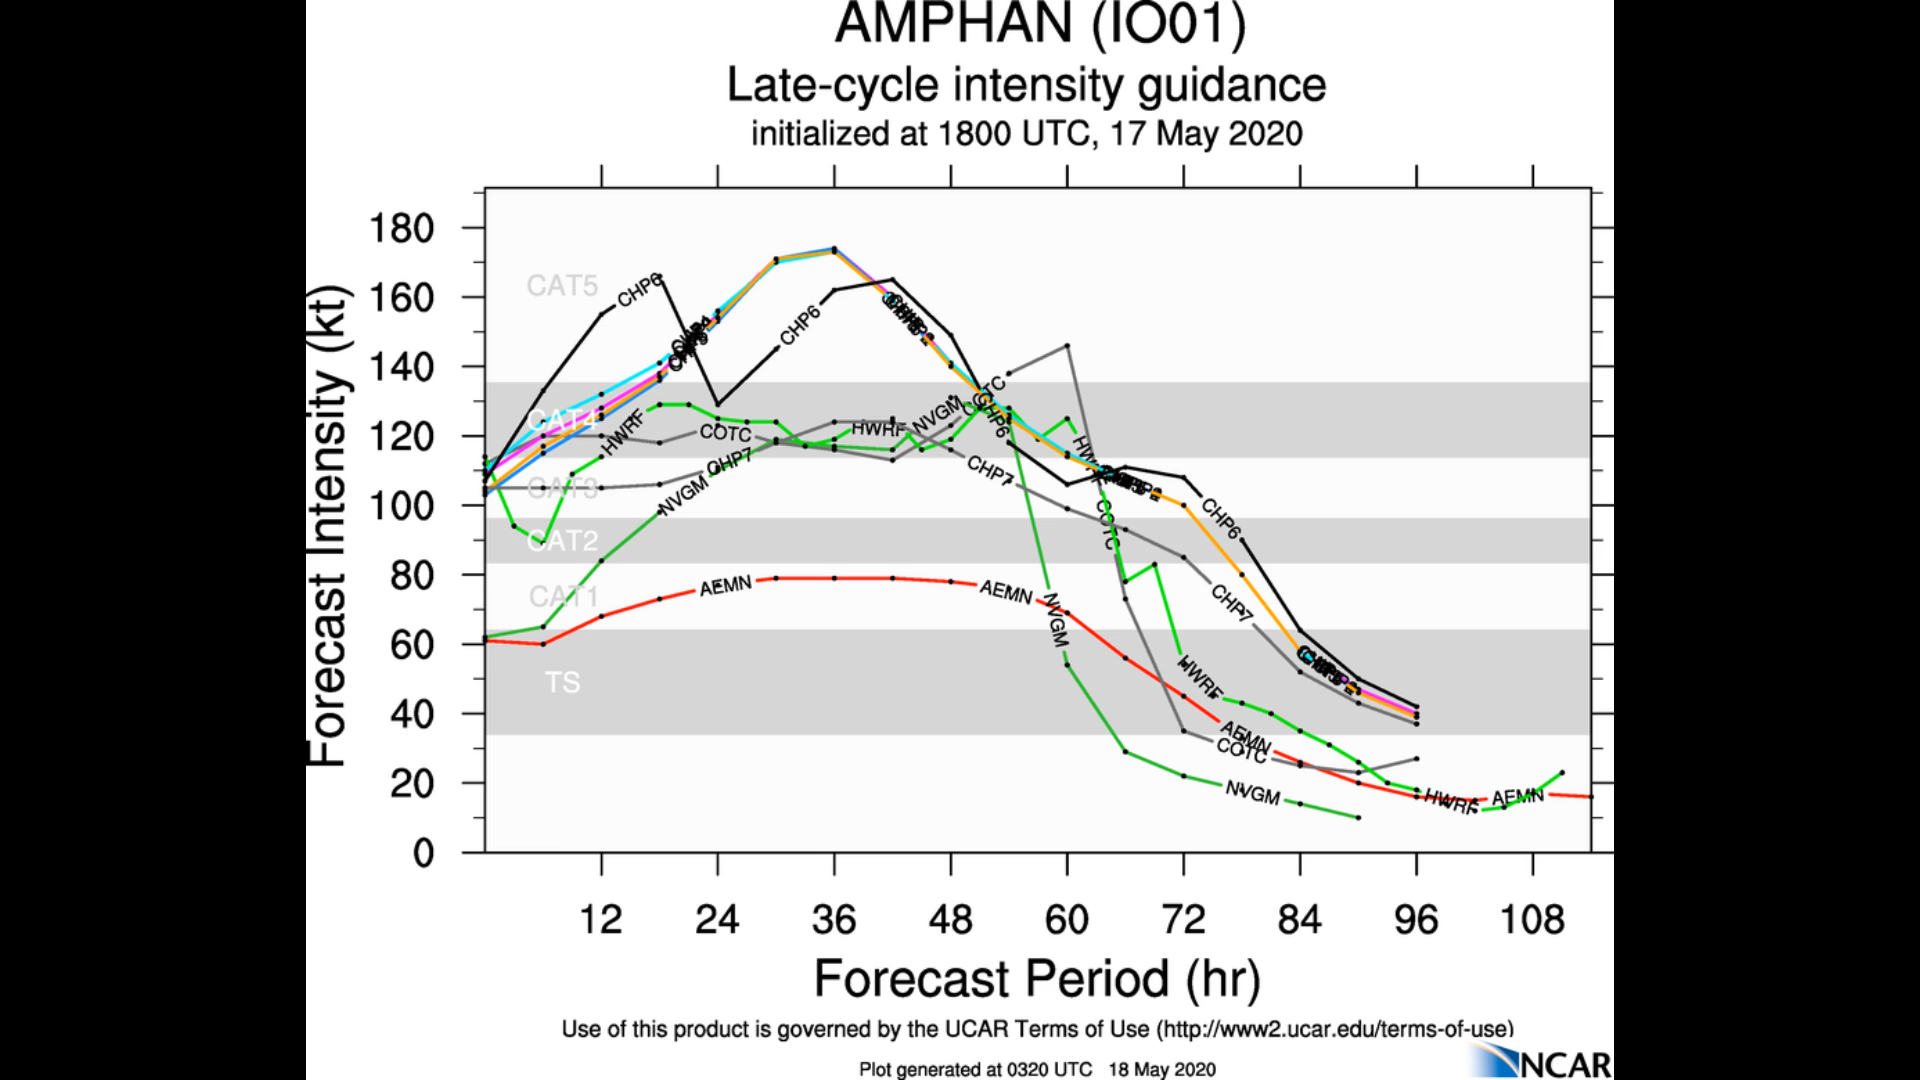 AMPHAN (IO01)
Late-cycle intensity guidance
initialized at 1800 UTC, 17 May 2020
Forecast Intensity (kt)
180
160
140
120
100
80
60
40
20
0
CAT5
CAT4
CAT3
CAT2
CAT1
TS
CHP6
CHP6
CHP6
CHP6
HWRF
HWRF
HWRF
HWRF
COTC
COTC
COTC
CHP7
CHP7
CHP7
NVGM
NVGM
NVGM
NVGM
AEMN
AEMN
AEMN
AEMN
12 24 36 48 60 72 84 96 108
Forecast Period (hr)
Use of this product is governed by the UCAR Terms of Use (http://www2.ucar.edu/terms-of-use)
Plot generated at 0320 UTC 18 May 2020
NCAR